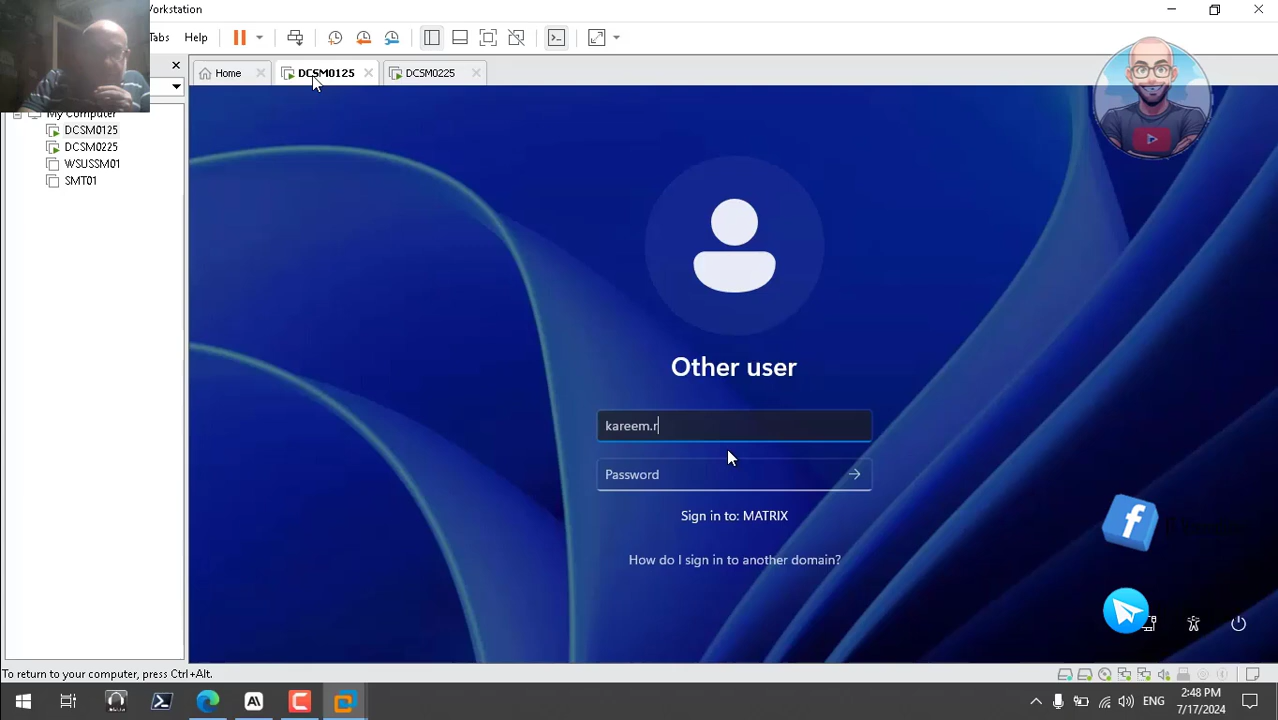 Workstation
Tabs Help
Home DCSM0125 DCSM0225
My Computer
DCSM0125
DCSM0225
WSUSSM01
SMT01
Other user
kareem.r
Password
Sign in to: MATRIX
How do I sign in to another domain?
To return to your computer, press Ctrl+Alt.
ENG
2:48 PM
7/17/2024